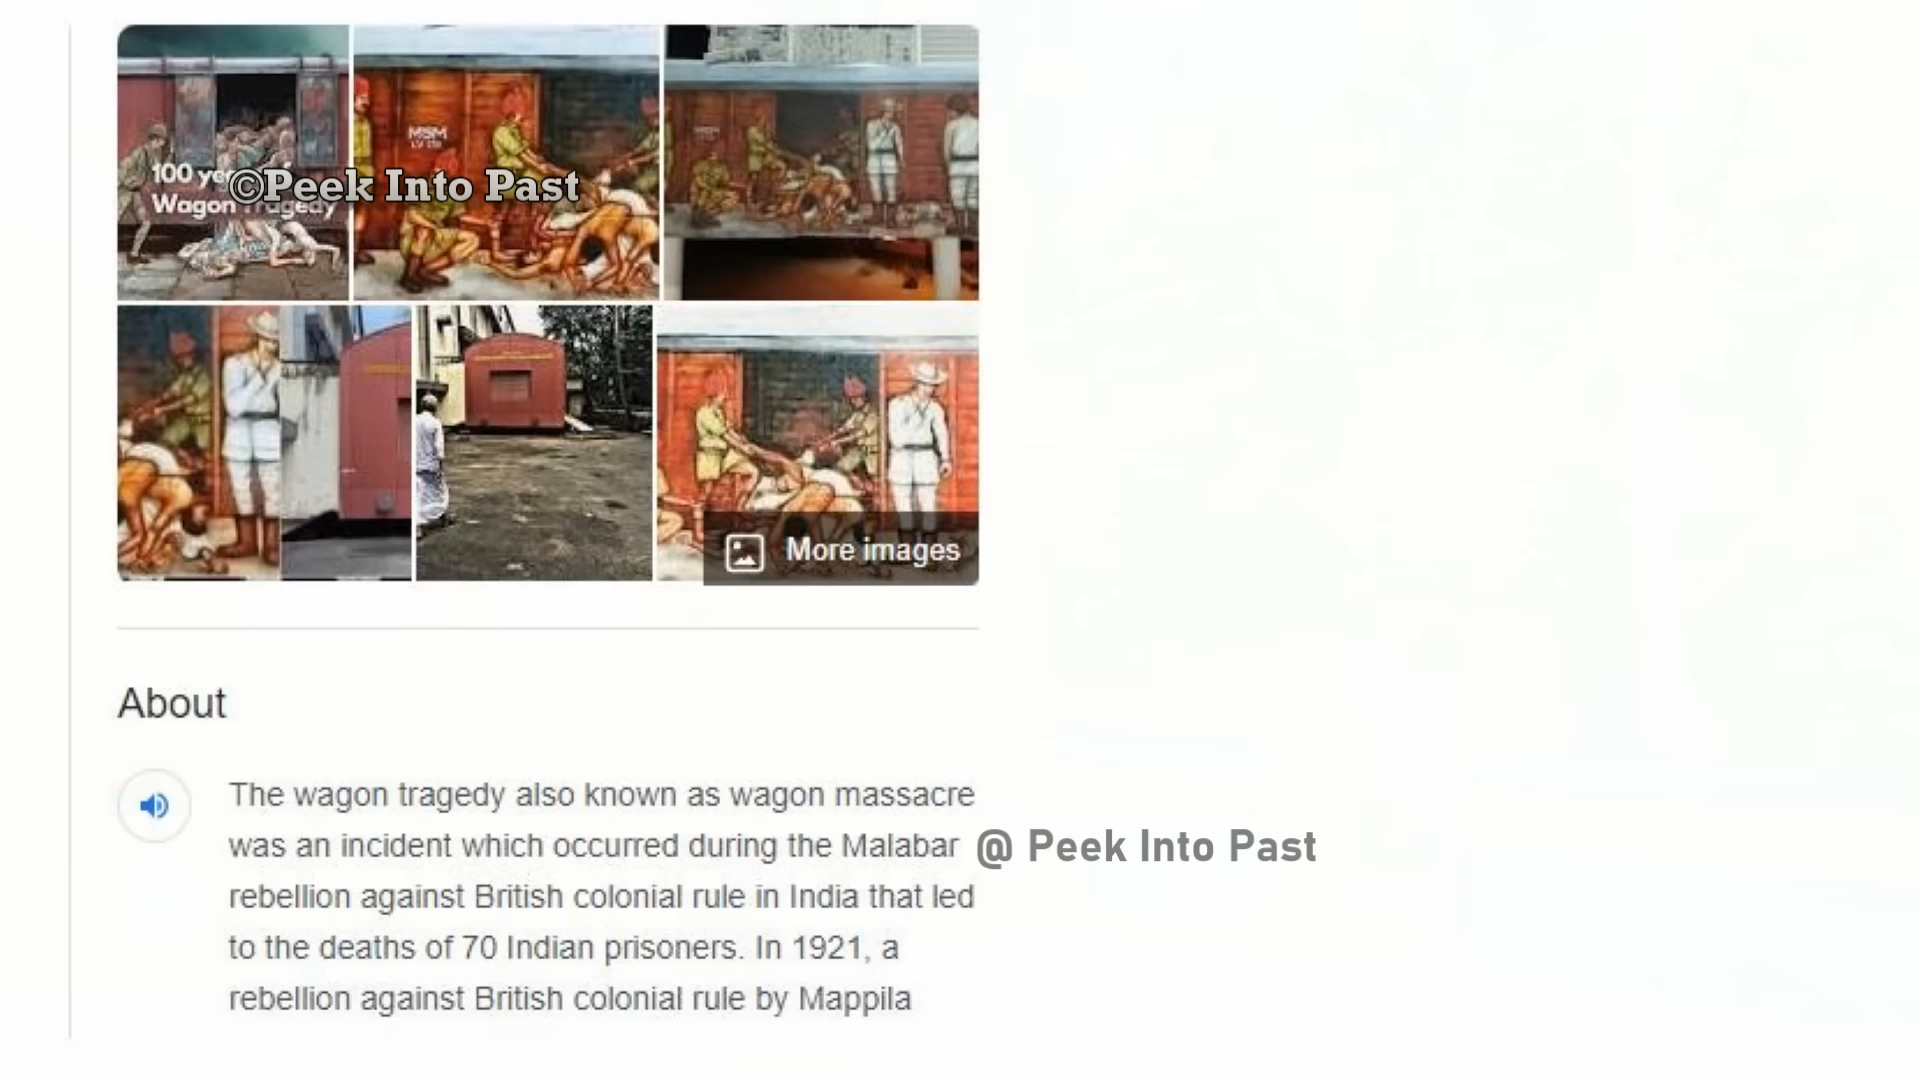 100 ye
Wagon Tragedy
©Peek Into Past
MSM
More images
About
The wagon tragedy also known as wagon massacre
was an incident which occurred during the Malabar
@ Peek Into Past
rebellion against British colonial rule in India that led
to the deaths of 70 Indian prisoners. In 1921, a
rebellion against British colonial rule by Mappila